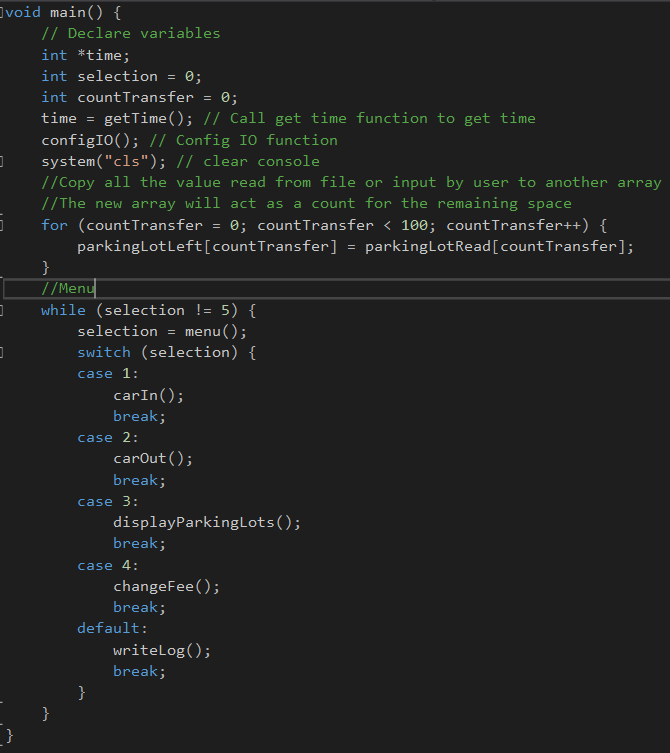 void main() {
    // Declare variables
    int *time;
    int selection = 0;
    int countTransfer = 0;
    time = getTime(); // Call get time function to get time
    configIO(); // Config IO function
    system("cls"); // clear console
    //Copy all the value read from file or input by user to another array
    //The new array will act as a count for the remaining space
    for (countTransfer = 0; countTransfer < 100; countTransfer++) {
        parkingLotLeft[countTransfer] = parkingLotRead[countTransfer];
    }
    //Menu
    while (selection != 5) {
        selection = menu();
        switch (selection) {
        case 1:
            carIn();
            break;
        case 2:
            carOut();
            break;
        case 3:
            displayParkingLots();
            break;
        case 4:
            changeFee();
            break;
        default:
            writeLog();
            break;
        }
    }
}